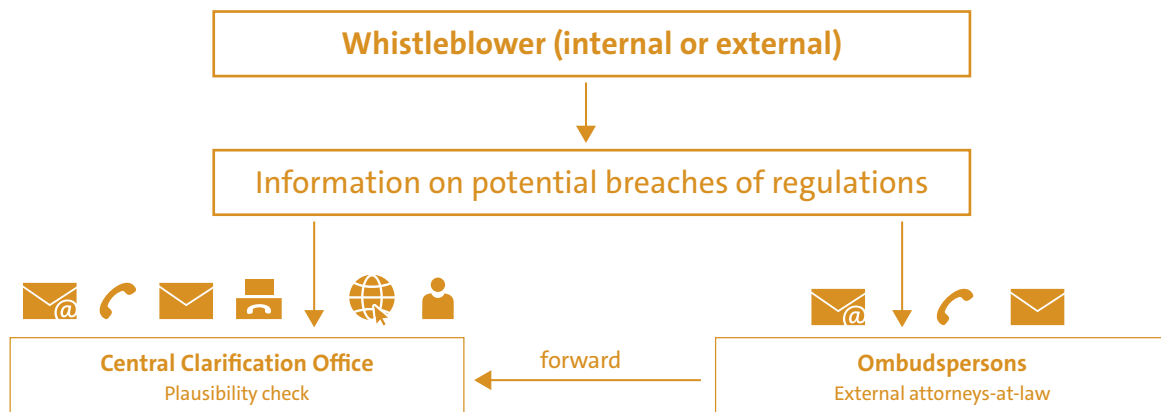 Whistleblower (internal or external)
Information on potential breaches of regulations
@
@
Central Clarification Office
Plausibility check
forward
Ombudspersons
External attorneys-at-law